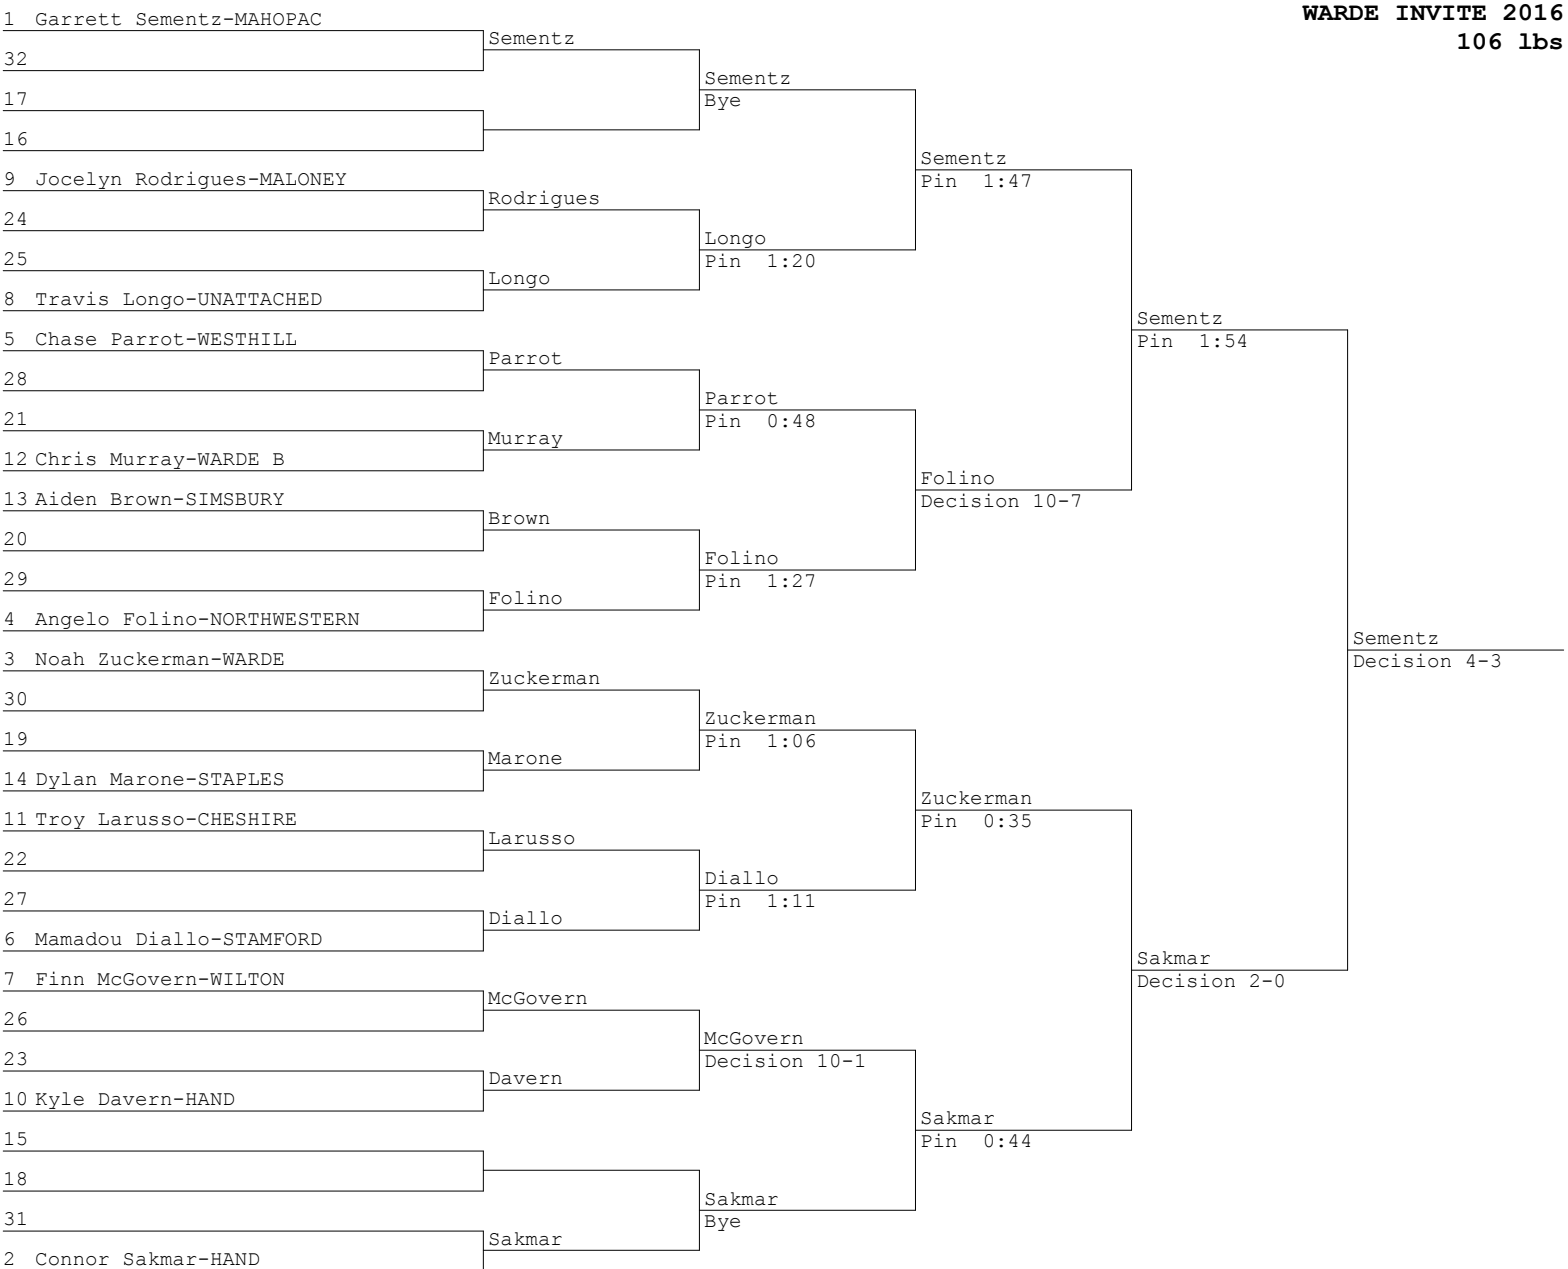 WARDE INVITE 2016
106 lbs
1 Garrett Sementz-MAHOPAC
Sementz
32
Sementz
Bye
17
16
Sementz
Pin 1:47
9 Jocelyn Rodrigues-MALONEY
Rodrigues
24
Longo
Pin 1:20
25
Longo
8 Travis Longo-UNATTACHED
Sementz
Pin 1:54
5 Chase Parrot-WESTHILL
Parrot
28
Parrot
Pin 0:48
21
Murray
12 Chris Murray-WARDE B
Folino
Decision 10-7
13 Aiden Brown-SIMSBURY
Brown
20
Folino
Pin 1:27
29
Folino
4 Angelo Folino-NORTHWESTERN
Sementz
Decision 4-3
3 Noah Zuckerman-WARDE
Zuckerman
30
Zuckerman
Pin 1:06
19
Marone
14 Dylan Marone-STAPLES
Zuckerman
Pin 0:35
11 Troy Larusso-CHESHIRE
Larusso
22
Diallo
Pin 1:11
27
Diallo
6 Mamadou Diallo-STAMFORD
Sakmar
Decision 2-0
7 Finn McGovern-WILTON
McGovern
26
McGovern
Decision 10-1
23
Davern
10 Kyle Davern-HAND
Sakmar
Pin 0:44
15
18
Sakmar
Bye
31
Sakmar
2 Connor Sakmar-HAND